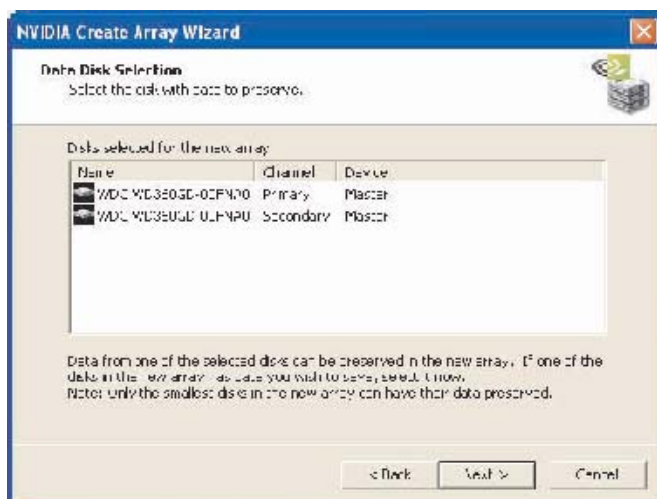 NVIDIA Create Array Wizard
Data Disk Selection
Select the disk with data to preserve.
Disks selected for the new array
Name Channel Device
WDC Primary Master
WDC Secondary Master
Data from one of the selected disks can be preserved in the new array. If one of the
disks in the new array has data you wish to save, select it now.
Note: Only the smallest disks in the new array can have their data preserved.
< Back Next > Cancel